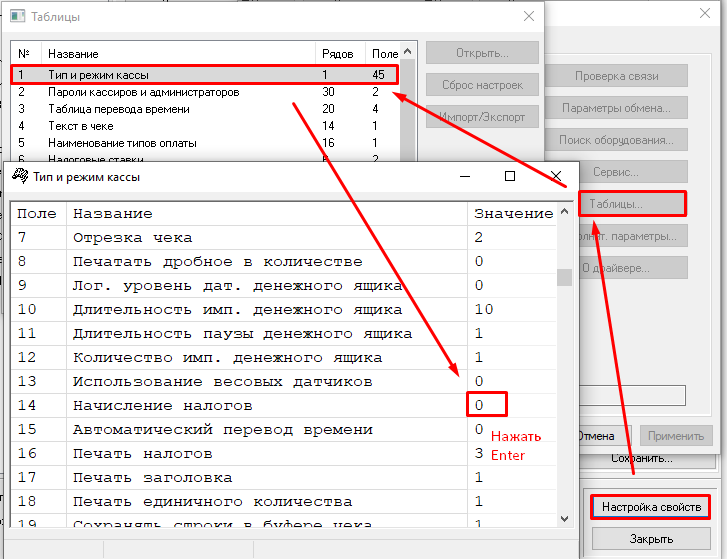 Таблицы
№ Название Рядов Поле
1 Тип и режим кассы 1 45
2 Пароли кассиров и администраторов 30 2
3 Таблица перевода времени 20 4
4 Текст в чеке 14 1
5 Наименование типов оплаты 16 1
6 Налоговые ставки 6 2
Открыть...
Сброс настроек
Импорт/Экспорт
Проверка связи
Параметры обмена...
Поиск оборудования...
Сервис...
Таблицы...
параметры...
О драйвере...
Тип и режим кассы
Поле Название Значение
7 Отрезка чека 2
8 Печатать дробное в количестве 0
9 Лог. уровень дат. денежного ящика 0
10 Длительность имп. денежного ящика 10
11 Длительность паузы денежного ящика 1
12 Количество имп. денежного ящика 1
13 Использование весовых датчиков 0
14 Начисление налогов 0
15 Автоматический перевод времени 0
16 Печать налогов 3
17 Печать заголовка 1
18 Печать единичного количества 1
19 Сохранять строки в буфере чека 1
Нажать
Enter
Отмена
Применить
Сохранить...
Настройка свойств
Закрыть